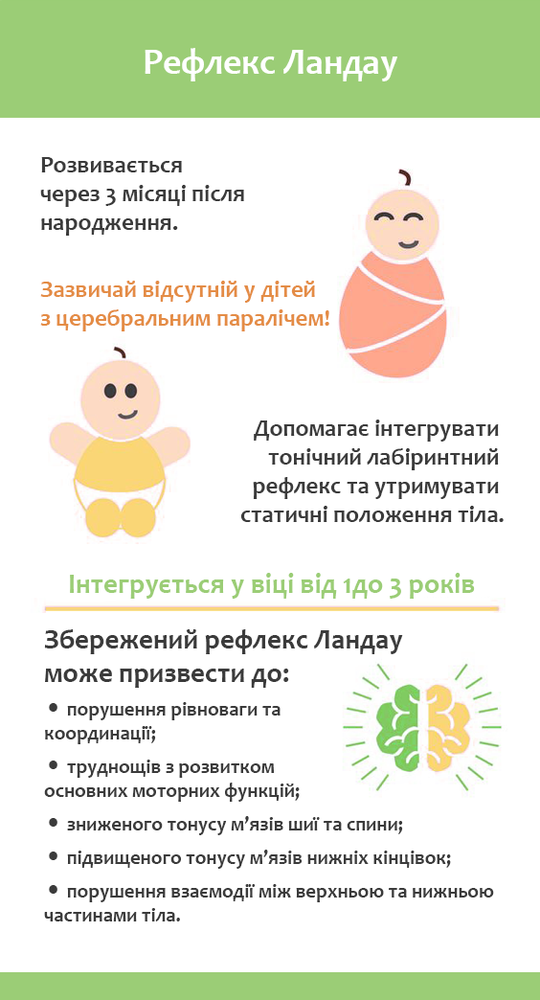 Рефлекс Ландау
Розвивається
через 3 місяці після
народження.
Зазвичай відсутній у дітей
з церебральним паралічем!
Допомагає інтегрувати
тонічний лабіринтний
рефлекс та утримувати
статичні положення тіла.
Інтегрується у віці від 1до 3 років
Збережений рефлекс Ландау
може призвести до:
• порушення рівноваги та
координації;
• труднощів з розвитком
основних моторних функцій;
• зниженого тонусу м’язів шиї та спини;
• підвищеного тонусу м’язів нижніх кінцівок;
• порушення взаємодії між верхньою та нижньою
частинами тіла.